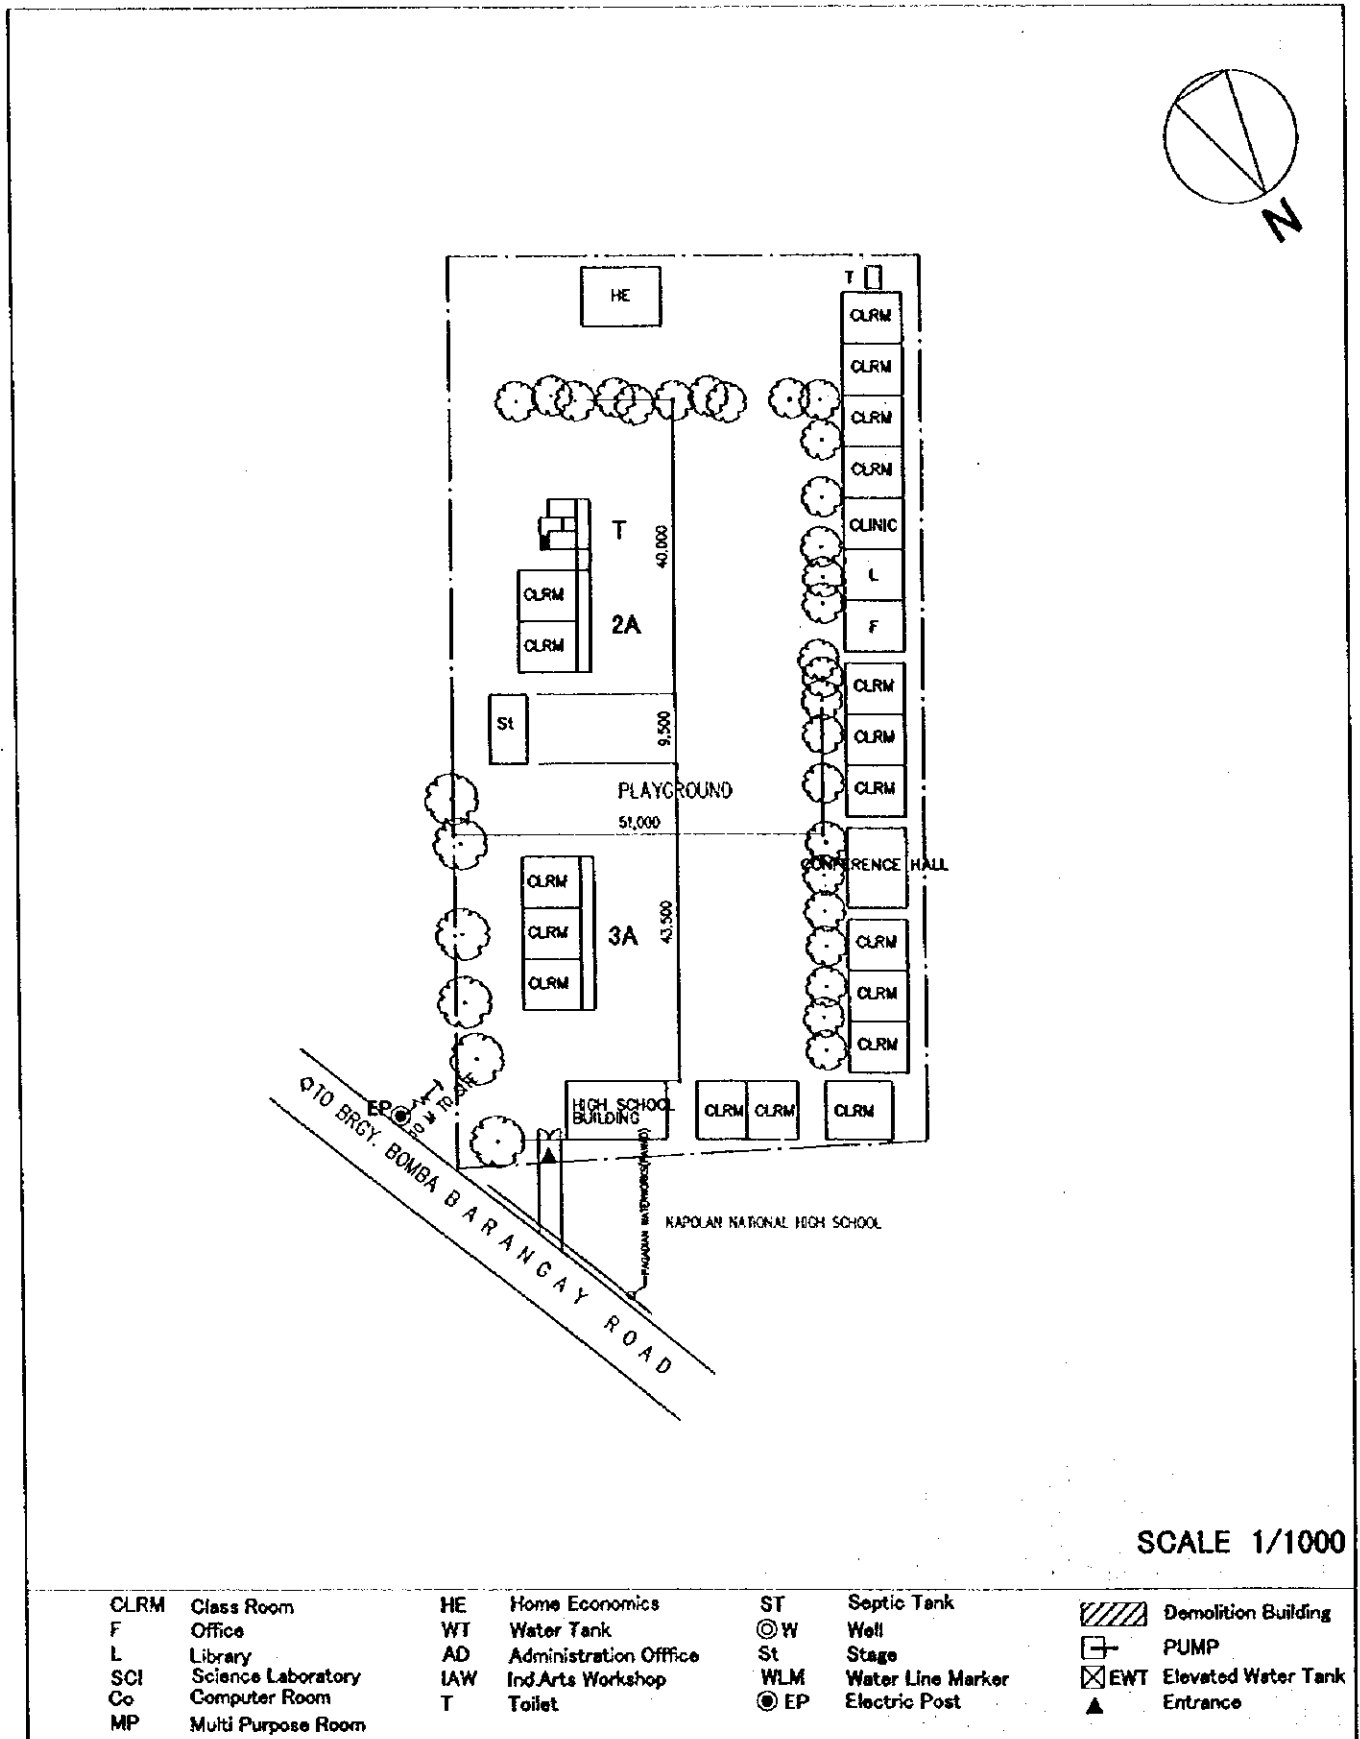 N
HE
T
CLRM
CLRM
CLRM
CLRM
CLINIC
L
F
T
40,000
CLRM
CLRM
2A
St
9,500
CLRM
CLRM
CLRM
PLAYGROUND
51,000
CONFERENCE HALL
CLRM
CLRM
CLRM
3A
43,500
CLRM
CLRM
CLRM
EP
TO BRGY. BOMBA
BARANGAY ROAD
HIGH SCHOOL
BUILDING
CLRM
CLRM
CLRM
NAPOLAN NATIONAL HIGH SCHOOL
SCALE 1/1000
CLRM Class Room
F Office
L Library
SCI Science Laboratory
Co Computer Room
MP Multi Purpose Room
HE Home Economics
WT Water Tank
AD Administration Offfice
IAW Ind.Arts Workshop
T Toilet
ST Septic Tank
W Well
St Stage
WLM Water Line Marker
EP Electric Post
Demolition Building
PUMP
EWT Elevated Water Tank
Entrance